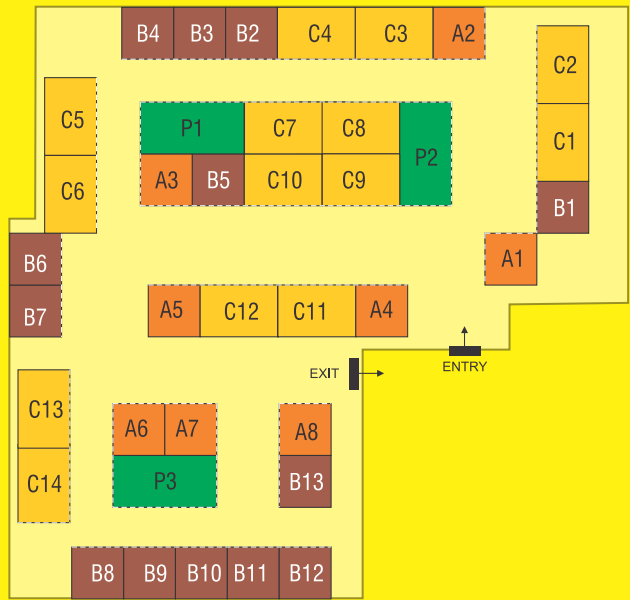 B4 B3 B2 C4 C3 A2
C2
C5
P1 C7 C8
C1
P2
A3 B5 C10 C9
C6
B1
B6
A1
A5 C12 C11 A4
B7
EXIT
ENTRY
C13
A6 A7 A8
C14
P3 B13
B8 B9 B10 B11 B12